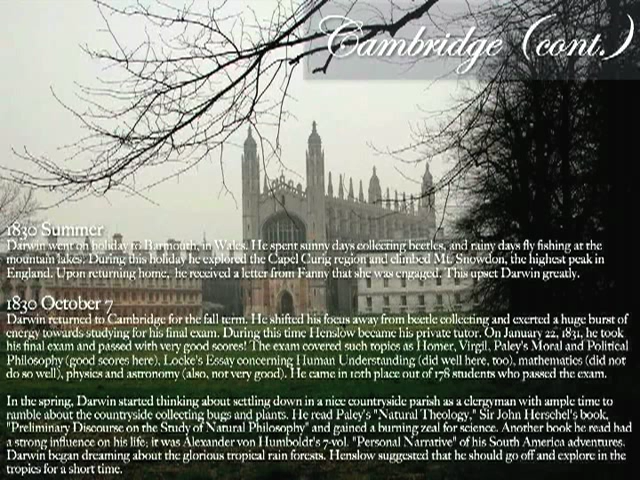 Cambridge (cont.)
1830 Summer
Darwin went on holiday to Barmouth, in Wales. He spent sunny days collecting beetles, and rainy days fly fishing at the
mountain lakes. During this holiday he explored the Capel Curig region and climbed Mt. Snowdon, the highest peak in
England. Upon returning home, he received a letter from Fanny that she was engaged. This upset Darwin greatly.
1830 October 7
Darwin returned to Cambridge for the fall term. He shifted his focus away from beetle collecting and exerted a huge burst of
energy towards studying for his final exam. During this time Henslow became his private tutor. On January 22, 1831, he took
his final exam and passed with very good scores! The exam covered such topics as Homer, Virgil, Paley's Moral and Political
Philosophy (good scores here), Locke's Essay concerning Human Understanding (did well here, too), mathematics (did not
do so well), physics and astronomy (also, not very good). He came in 10th place out of 178 students who passed the exam.
In the spring, Darwin started thinking about settling down in a nice countryside parish as a clergyman with ample time to
ramble about the countryside collecting bugs and plants. He read Paley's "Natural Theology," Sir John Herschel's book,
"Preliminary Discourse on the Study of Natural Philosophy" and gained a burning zeal for science. Another book he read had
a strong influence on his life; it was Alexander von Humboldt's 7-vol. "Personal Narrative" of his South America adventures.
Darwin began dreaming about the glorious tropical rain forests. Henslow suggested that he should go off and explore in the
tropics for a short time.